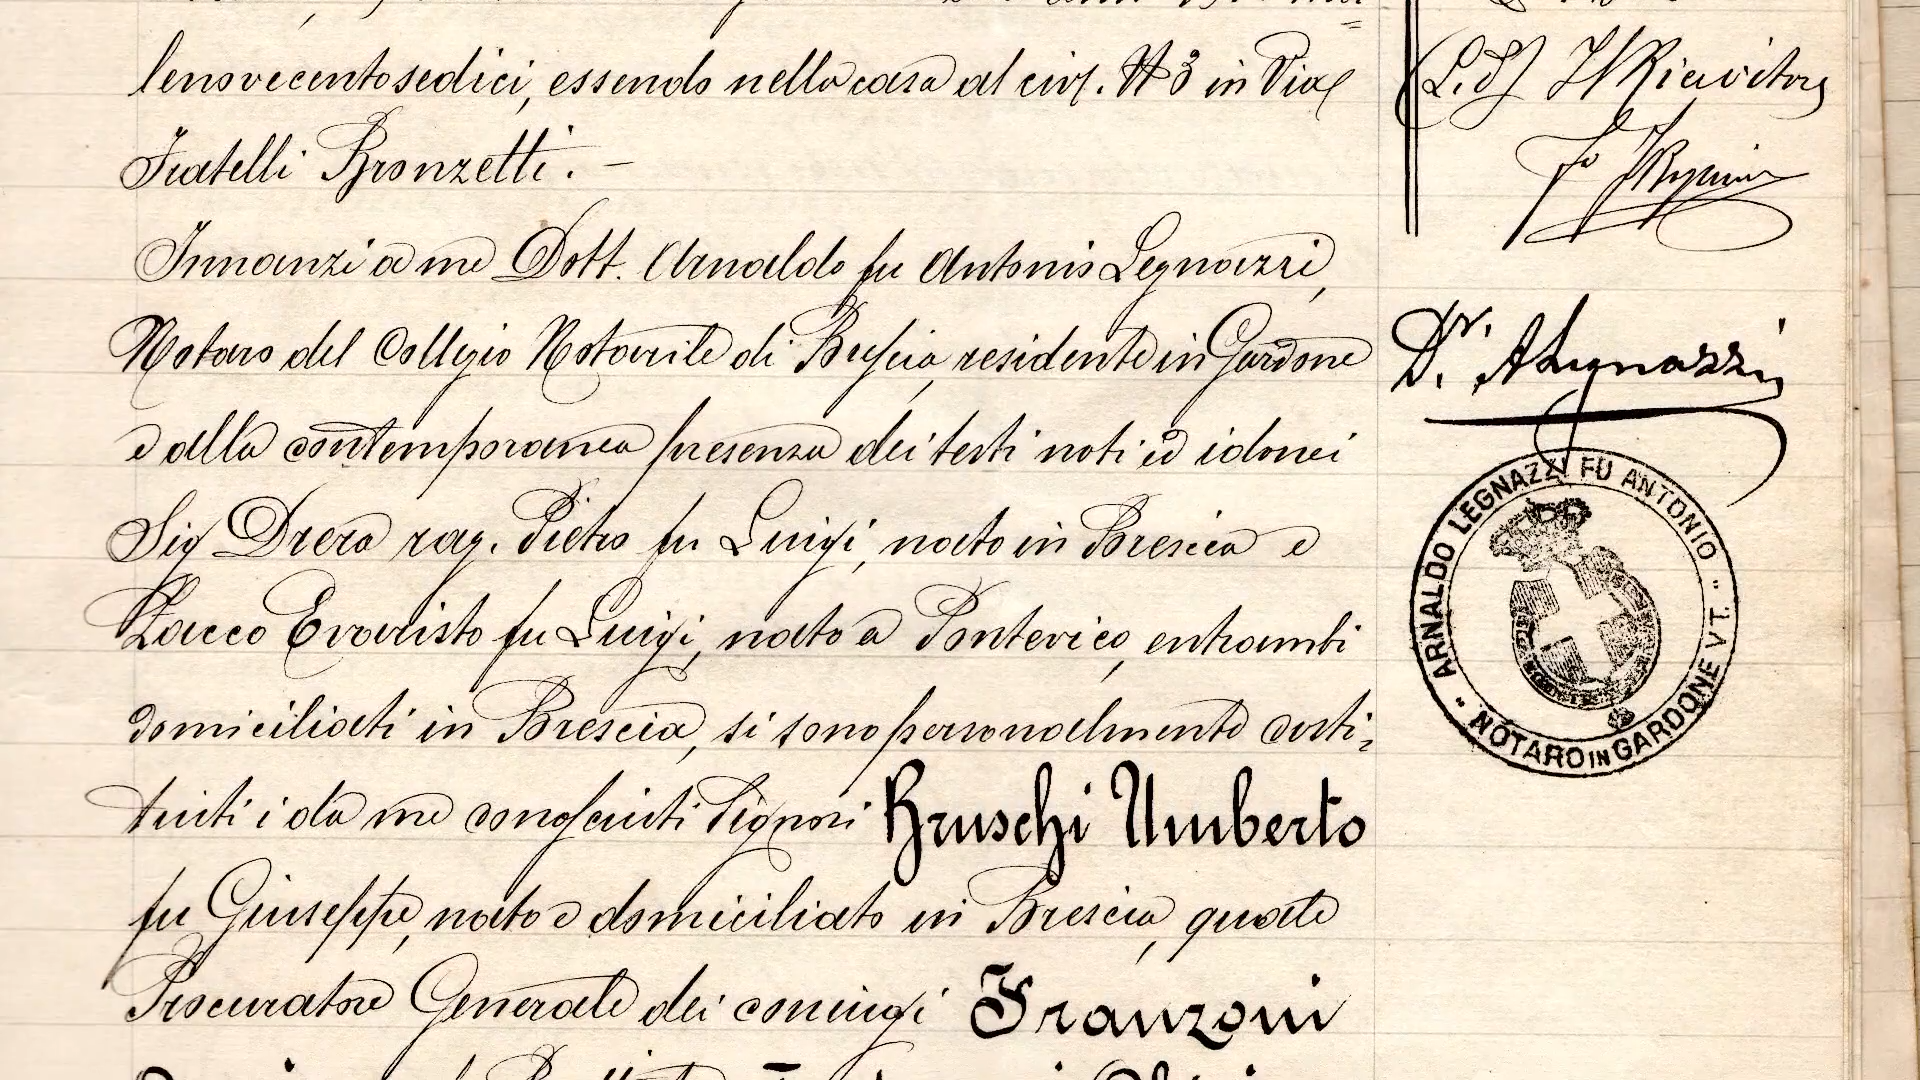 lenovecentosedici, essendo nella casa al civ. N 3 in Via
Fratelli Bronzetti. –
Innanzi a me Dott. Arnaldo fu Antonio Legnazzi,
Notaro del Collegio Notarile di Brescia, residente in Gardone
e alla contemporanea presenza dei testi noti ed idonei
Sig Drera rag. Pietro fu Luigi, nato in Brescia e
Zacco Evaristo fu Luigi, nato a Pontevico, entrambi
domiciliati in Brescia, si sono personalmente costi=
tuiti i da me conosciuti Signori Bruschi Umberto
fu Giuseppe, nato e domiciliato in Brescia, quale
Procuratore Generale dei coniugi Franzoni
(L.S) Il Ricevitore
Dr. A Legnazzi
ARNALDO LEGNAZZI FU ANTONIO
NOTARO IN GARDONE V.T.